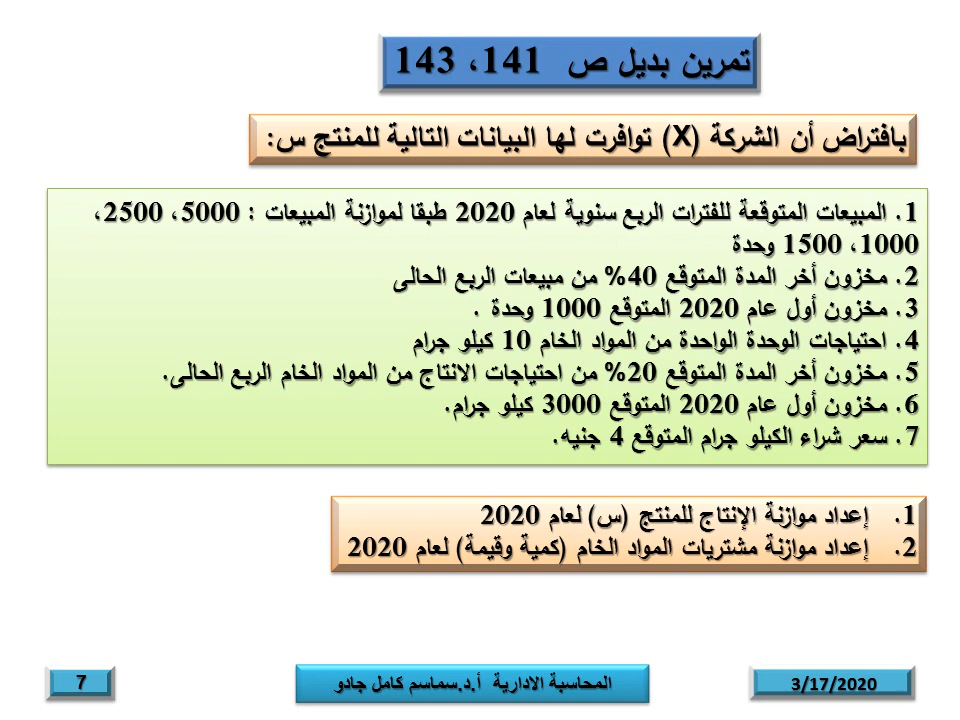 تمرين بديل ص 141، 143
بافتراض أن الشركة (X) توافرت لها البيانات التالية للمنتج س:
1. المبيعات المتوقعة للفترات الربع سنوية لعام 2020 طبقا لموازنة المبيعات : 5000، 2500،
1000، 1500 وحدة
2. مخزون أخر المدة المتوقع 40% من مبيعات الربع الحالى
3. مخزون أول عام 2020 المتوقع 1000 وحدة .
4. احتياجات الوحدة الواحدة من المواد الخام 10 كيلو جرام
5. مخزون أخر المدة المتوقع 20% من احتياجات الانتاج من المواد الخام الربع الحالى.
6. مخزون أول عام 2020 المتوقع 3000 كيلو جرام.
7. سعر شراء الكيلو جرام المتوقع 4 جنيه.
1. إعداد موازنة الإنتاج للمنتج (س) لعام 2020
2. إعداد موازنة مشتريات المواد الخام (كمية وقيمة) لعام 2020
3/17/2020
المحاسبة الادارية أ.د.سماسم كامل جادو
7